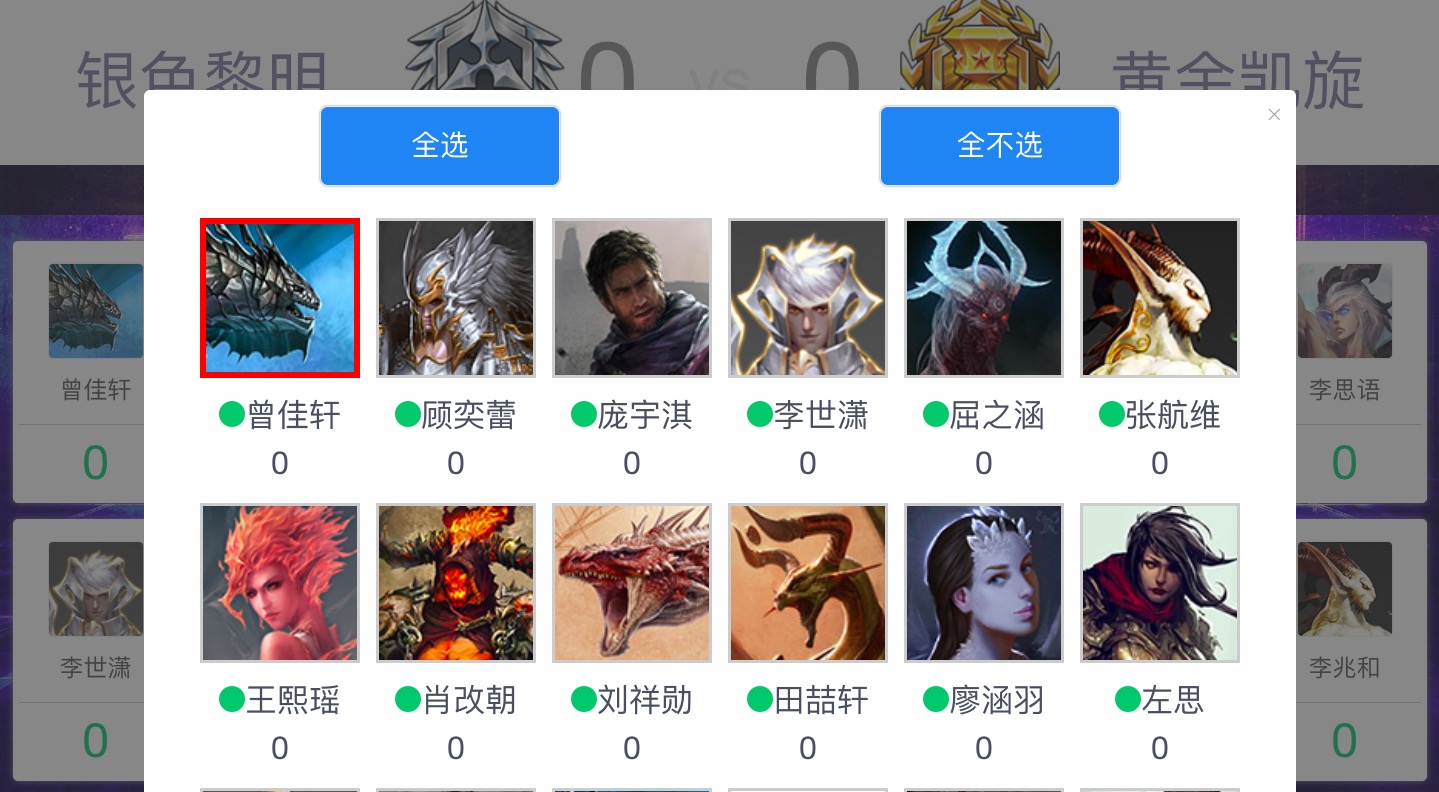 银色黎明 0 vs 0 黄金凯旋
全选 全不选
曾佳轩 顾奕蕾 庞宇淇 李世潇 屈之涵 张航维
0 0 0 0 0 0
王熙瑶 肖改朝 刘祥勋 田喆轩 廖涵羽 左思
0 0 0 0 0 0
曾佳轩
0
李世潇
0
李思语
0
李兆和
0